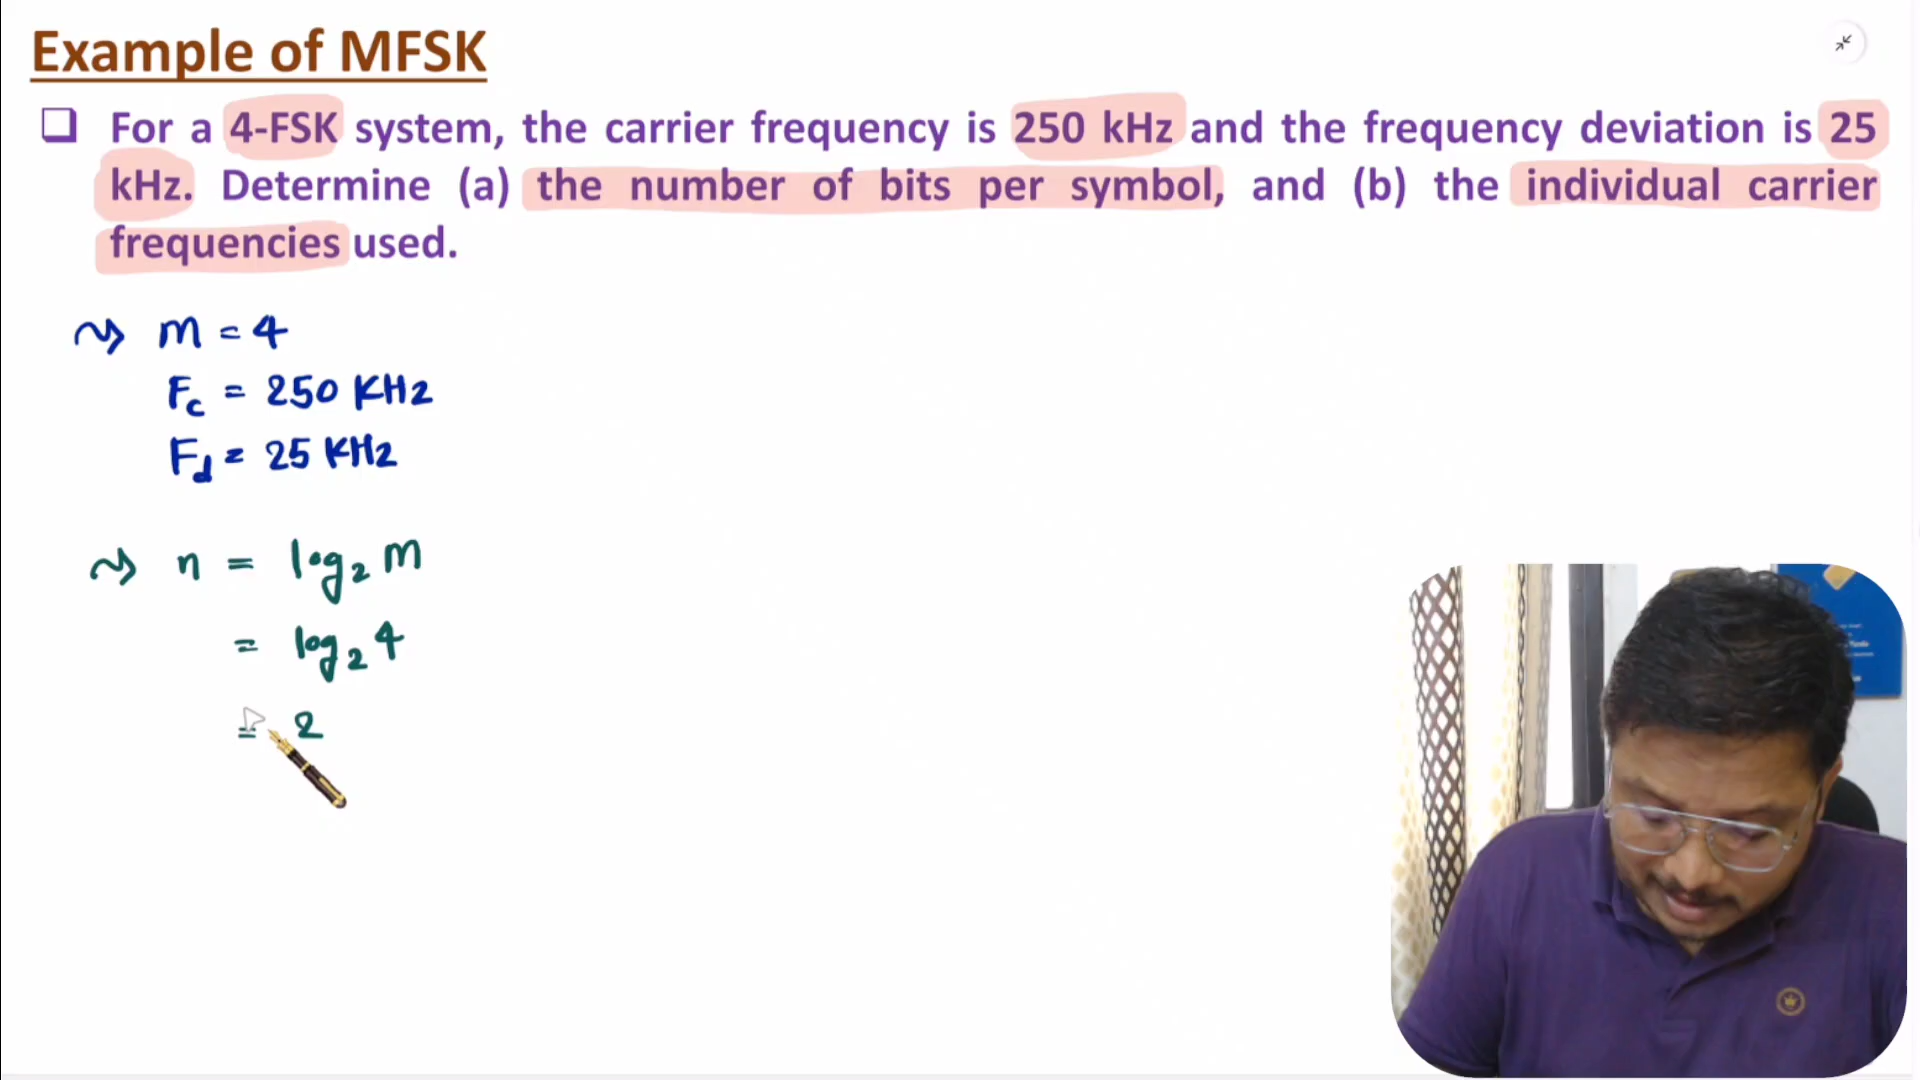 Example of MFSK
❑ For a 4-FSK system, the carrier frequency is 250 kHz and the frequency deviation is 25
kHz. Determine (a) the number of bits per symbol, and (b) the individual carrier
frequencies used.
m = 4
Fc = 250 KHz
Fd = 25 KHz
n = log₂ m
= log₂ 4
= 2